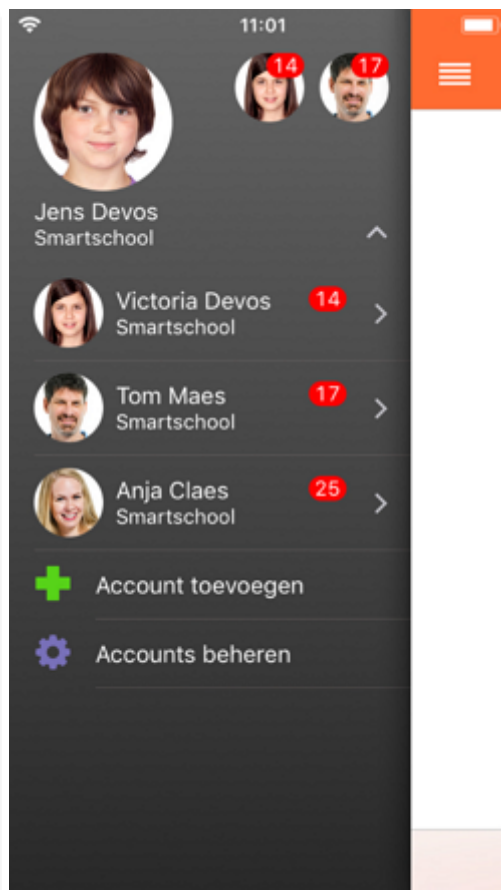 11:01
14
17
Jens Devos
Smartschool
Victoria Devos
14
Smartschool
Tom Maes
17
Smartschool
Anja Claes
25
Smartschool
Account toevoegen
Accounts beheren